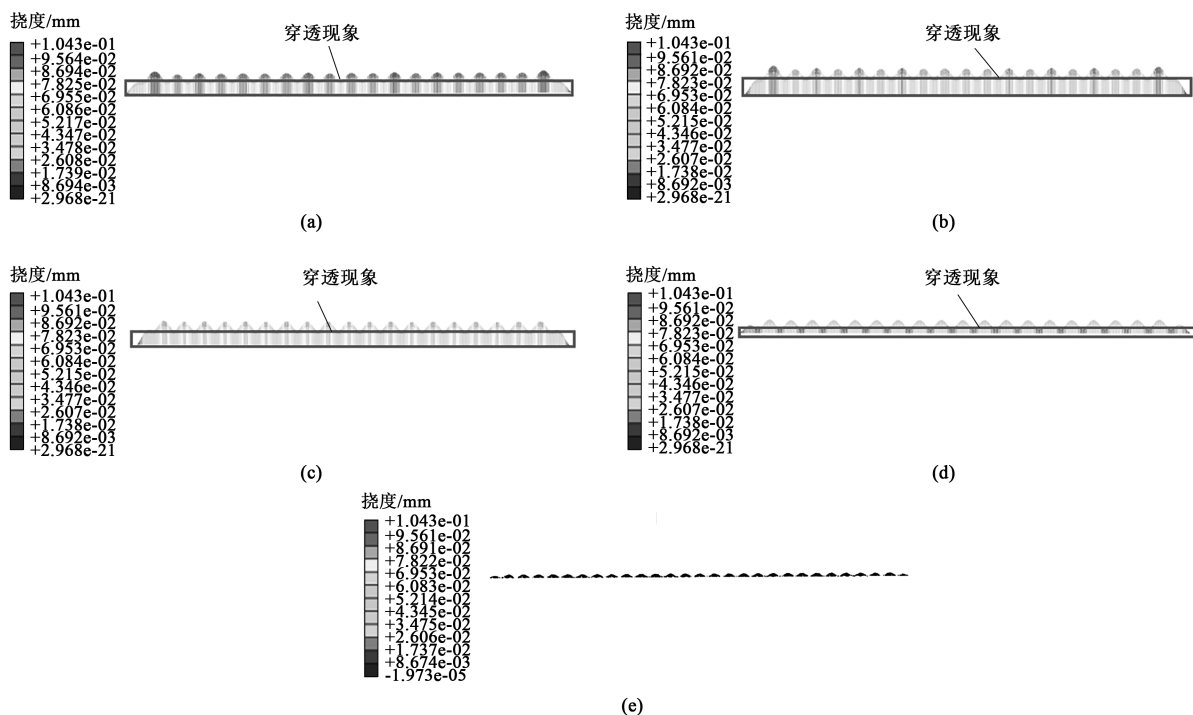 挠度/mm
+1.043e-01
+9.564e-02
+8.694e-02
+7.825e-02
+6.955e-02
+6.086e-02
+5.217e-02
+4.347e-02
+3.478e-02
+2.608e-02
+1.739e-02
+8.694e-03
+2.968e-21
穿透现象
(a)
挠度/mm
+1.043e-01
+9.561e-02
+8.692e-02
+7.823e-02
+6.953e-02
+6.084e-02
+5.215e-02
+4.346e-02
+3.477e-02
+2.607e-02
+1.738e-02
+8.692e-03
+2.968e-21
穿透现象
(b)
挠度/mm
+1.043e-01
+9.561e-02
+8.692e-02
+7.823e-02
+6.953e-02
+6.084e-02
+5.215e-02
+4.346e-02
+3.477e-02
+2.607e-02
+1.738e-02
+8.692e-03
+2.968e-21
穿透现象
(c)
挠度/mm
+1.043e-01
+9.561e-02
+8.692e-02
+7.823e-02
+6.953e-02
+6.084e-02
+5.215e-02
+4.346e-02
+3.477e-02
+2.607e-02
+1.738e-02
+8.692e-03
+2.968e-21
穿透现象
(d)
挠度/mm
+1.043e-01
+9.561e-02
+8.691e-02
+7.822e-02
+6.953e-02
+6.083e-02
+5.214e-02
+4.345e-02
+3.475e-02
+2.606e-02
+1.737e-02
+8.674e-03
-1.973e-05
(e)